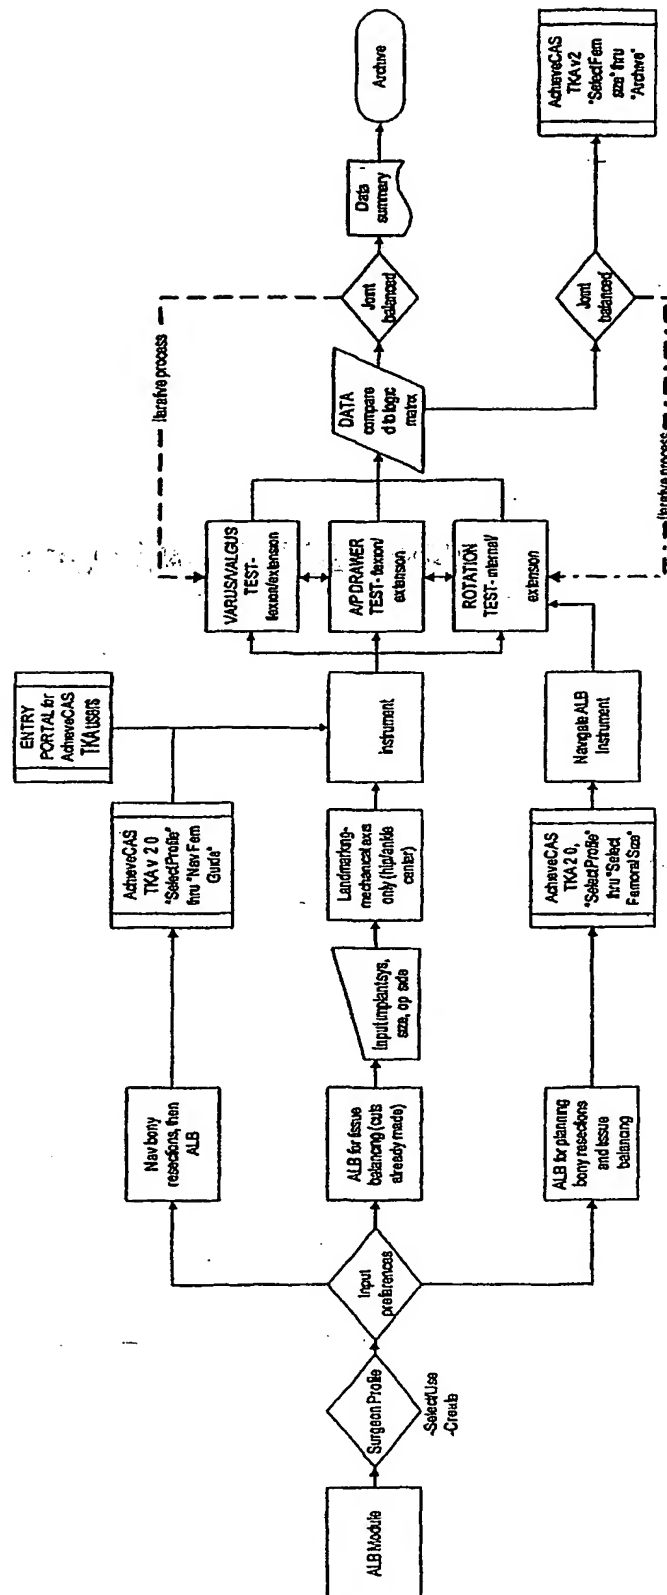 ALB Module
Surgeon Profile
-Select/Use
-Create
Input
preferences
Nav bony
resections, then
ALB
AchieveCAS
TKA v 2.0
"Select Profile"
thru "Nav Fem
Guide"
ENTRY
PORTAL for
AchieveCAS
TKA users
ALB for tissue
balancing (cuts
already made)
Input implant sys,
size, op side
Landmarking-
mechanical axis
only (hip/ankle
center)
Instrument
ALB for planning
bony resections
and tissue
balancing
AchieveCAS
TKA 2.0,
"Select Profile"
thru "Select
Femoral Size"
Navigate ALB
Instrument
VARUS/VALGUS
TEST-
flexion/extension
A/P DRAWER
TEST - flexion/
extension
ROTATION
TEST - internal/
extension
Iterative process
DATA
compare
d to logic
matrix
Joint
balanced
Data
summary
Archive
Joint
balanced
Iterative process
AchieveCAS
TKA v2
"Select Fem
size" thru
"Archive"